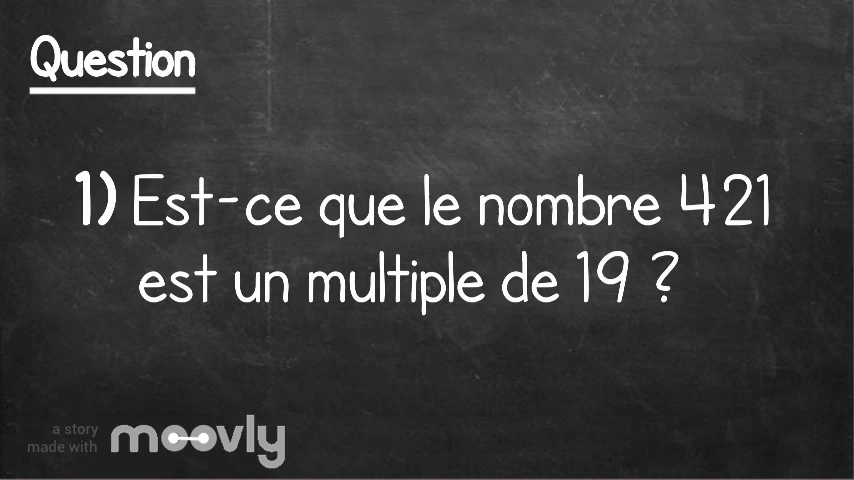 Question
1) Est-ce que le nombre 421
est un multiple de 19 ?
a story
made with
moovly